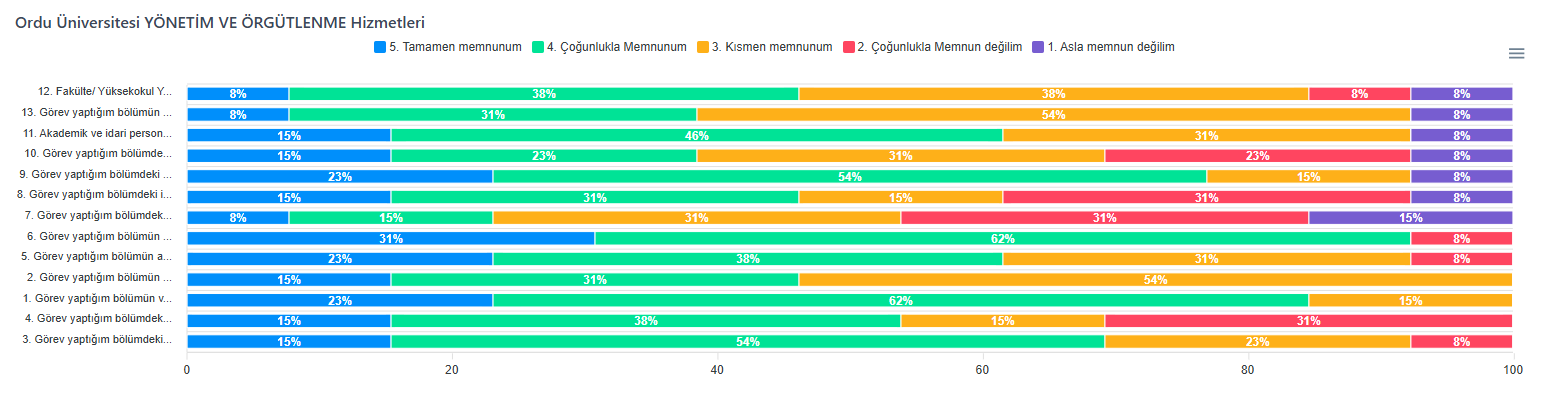 Ordu Üniversitesi YÖNETİM VE ÖRGÜTLENME Hizmetleri
5. Tamamen memnunum 4. Çoğunlukla Memnunum 3. Kısmen memnunum 2. Çoğunlukla Memnun değilim 1. Asla memnun değilim
12. Fakülte/ Yüksekokul Y... 8% 38% 38% 8% 8%
13. Görev yaptığım bölümün ... 8% 31% 54% 8%
11. Akademik ve idari person... 15% 46% 31% 8%
10. Görev yaptığım bölümde... 15% 23% 31% 23% 8%
9. Görev yaptığım bölümdeki ... 23% 54% 15% 8%
8. Görev yaptığım bölümdeki i... 15% 31% 15% 31% 8%
7. Görev yaptığım bölümdek... 8% 15% 31% 31% 15%
6. Görev yaptığım bölümün ... 31% 62% 8%
5. Görev yaptığım bölümün a... 23% 38% 31% 8%
2. Görev yaptığım bölümün ... 15% 31% 54%
1. Görev yaptığım bölümün v... 23% 62% 15%
4. Görev yaptığım bölümdek... 15% 38% 15% 31%
3. Görev yaptığım bölümdeki... 15% 54% 23% 8%
0 20 40 60 80 100